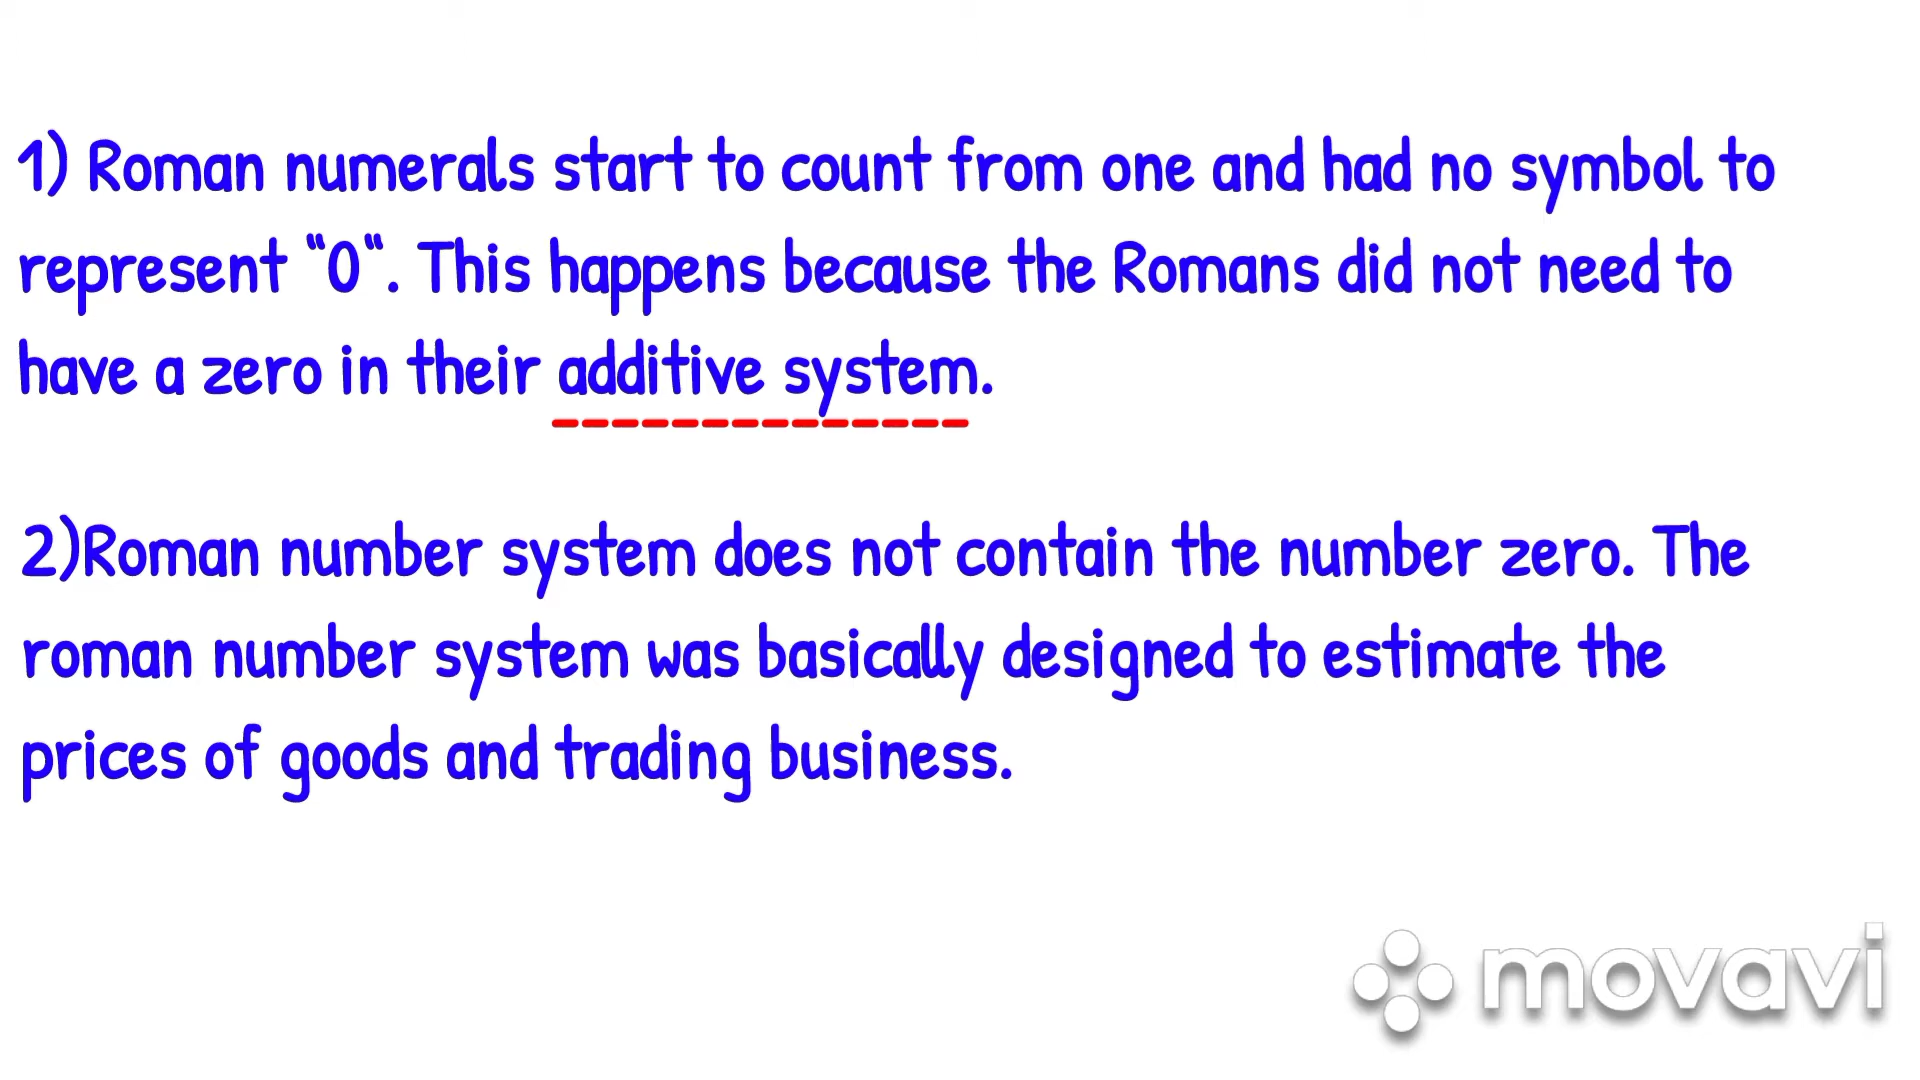 1) Roman numerals start to count from one and had no symbol to
represent "0". This happens because the Romans did not need to
have a zero in their additive system.
2)Roman number system does not contain the number zero. The
roman number system was basically designed to estimate the
prices of goods and trading business.
movavi